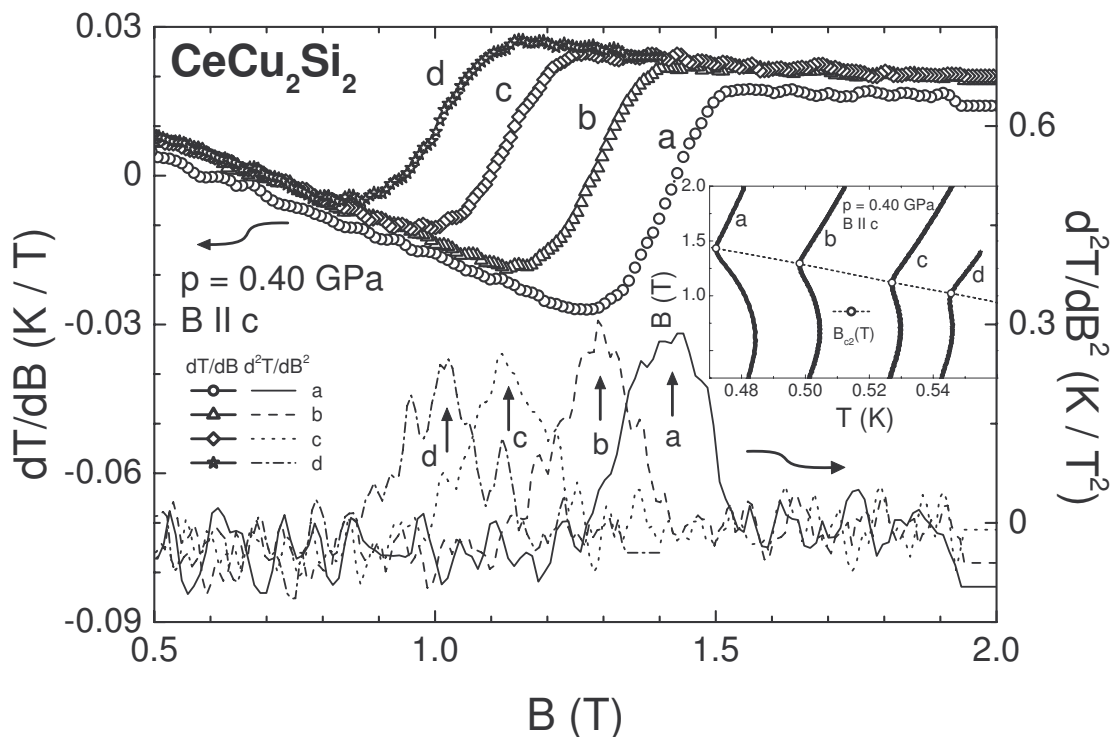 CeCu2Si2
0.03
0
-0.03
-0.06
-0.09
dT/dB (K / T)
0.6
0.3
0
d²T/dB² (K / T²)
0.5
1.0
1.5
2.0
B (T)
d
c
b
a
p = 0.40 GPa
B II c
dT/dB d²T/dB²
a
b
c
d
d
c
b
a
2.0
1.5
1.0
B (T)
0.48
0.50
0.52
0.54
T (K)
p = 0.40 GPa
B II c
a
b
c
d
Bc2(T)